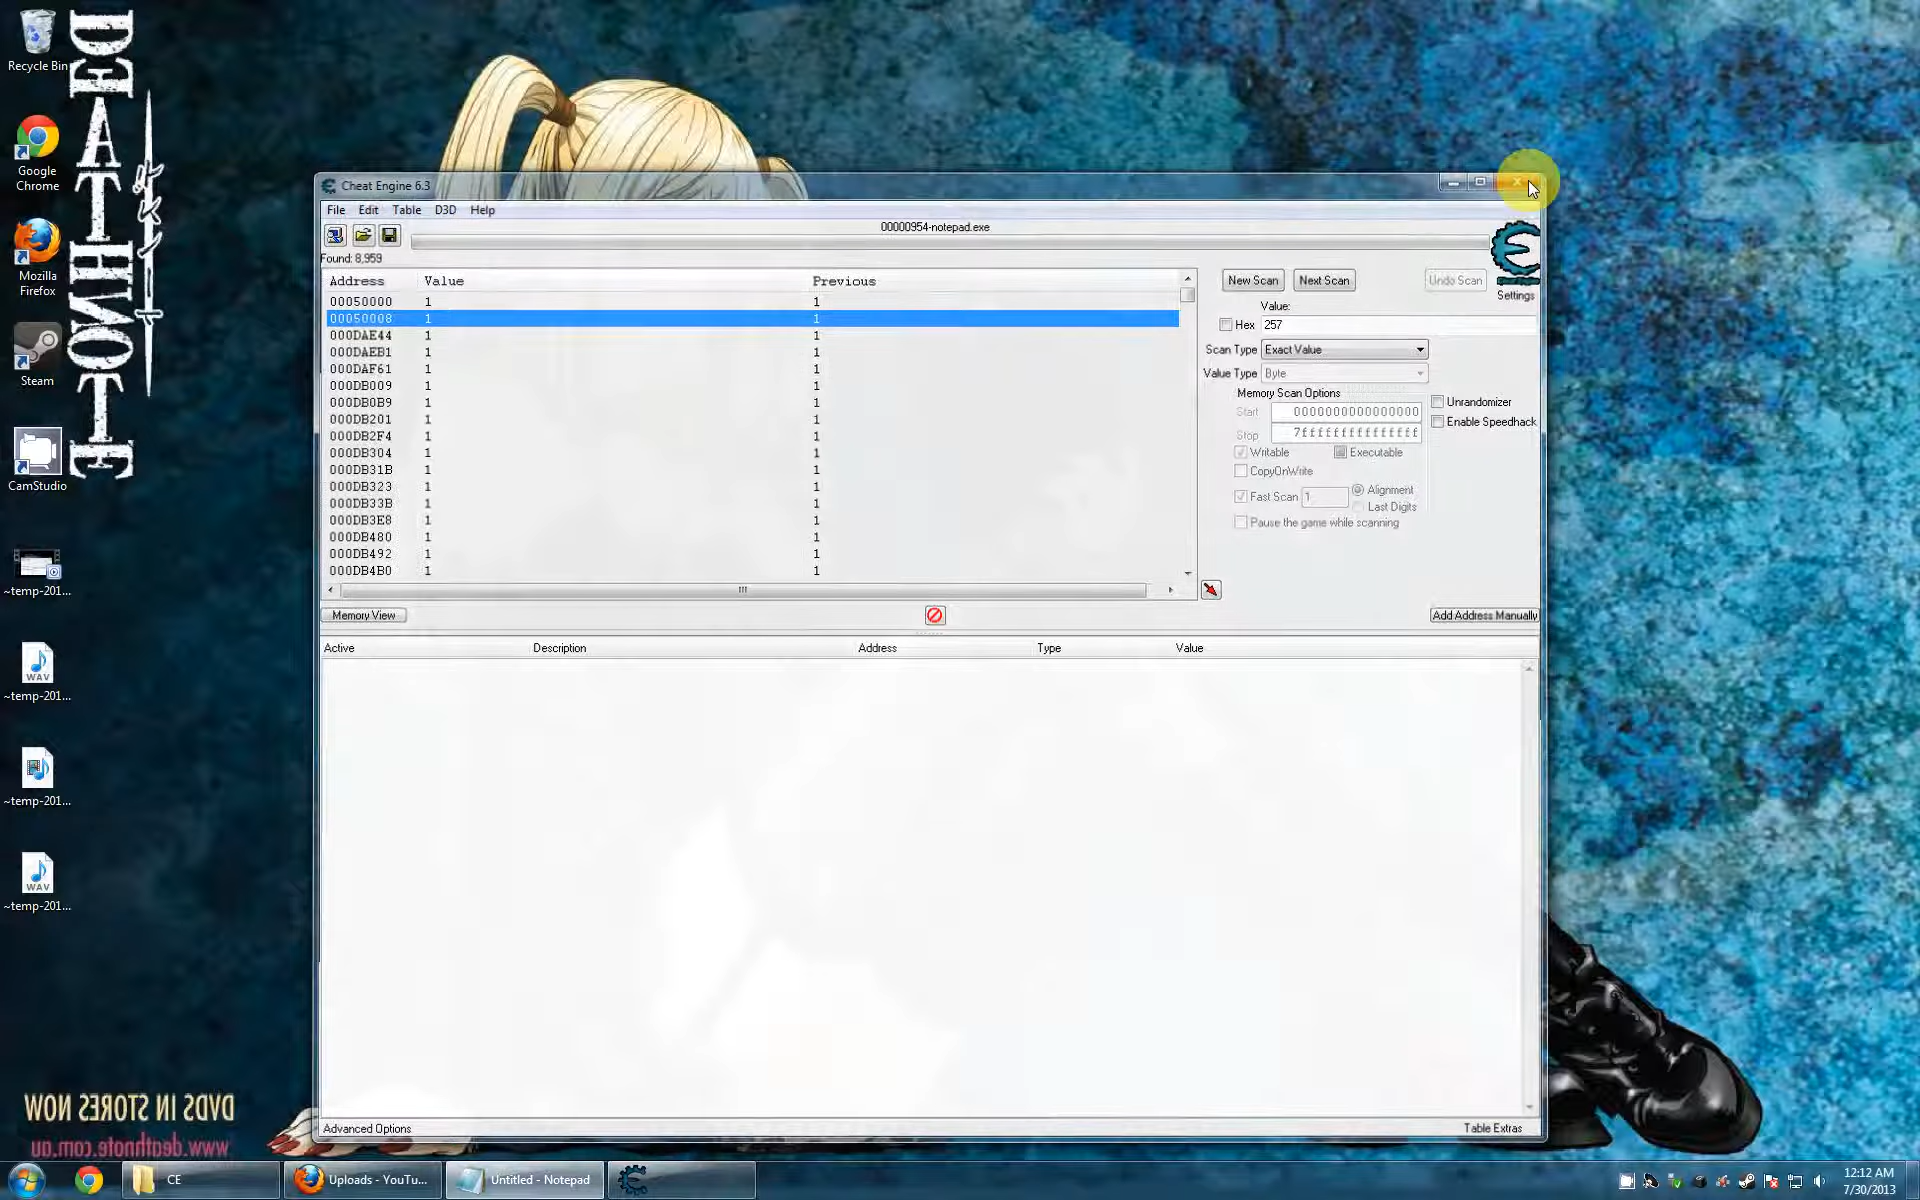 Recycle Bin
Google
Chrome
Mozilla
Firefox
Steam
CamStudio
~temp-201...
~temp-201...
~temp-201...
~temp-201...
DEATH NOTE
DVDS IN STORES NOW
www.deathnote.com.au
Cheat Engine 6.3
File Edit Table D3D Help
00000954-notepad.exe
Found: 8,959
Address Value Previous
00050000 1 1
00050008 1 1
000DAE44 1 1
000DAEB1 1 1
000DAF61 1 1
000DB009 1 1
000DB0B9 1 1
000DB201 1 1
000DB2F4 1 1
000DB304 1 1
000DB31B 1 1
000DB323 1 1
000DB33B 1 1
000DB3E8 1 1
000DB480 1 1
000DB492 1 1
000DB4B0 1 1
New Scan Next Scan Undo Scan
Settings
Value:
Hex 257
Scan Type Exact Value
Value Type Byte
Memory Scan Options
Start 0000000000000000
Stop 7fffffffffffffff
Unrandomizer
Enable Speedhack
Writable Executable
CopyOnWrite
Fast Scan 1 Alignment
Last Digits
Pause the game while scanning
Memory View
Add Address Manually
Active Description Address Type Value
Advanced Options
Table Extras
CE
Uploads - YouTu...
Untitled - Notepad
12:12 AM
7/30/2013